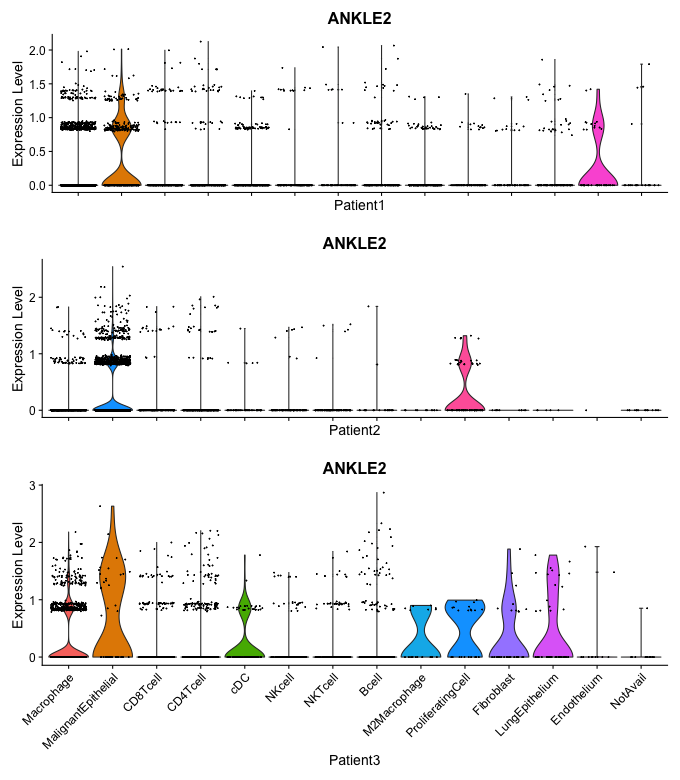 ANKLE2
Expression Level
2.0
1.5
1.0
0.5
0.0
Patient1
ANKLE2
Expression Level
2
1
0
Patient2
ANKLE2
Expression Level
3
2
1
0
Macrophage
MalignantEpithelial
CD8Tcell
CD4Tcell
cDC
NKcell
NKTcell
Bcell
M2Macrophage
ProliferatingCell
Fibroblast
LungEpithelium
Endothelium
NotAvail
Patient3